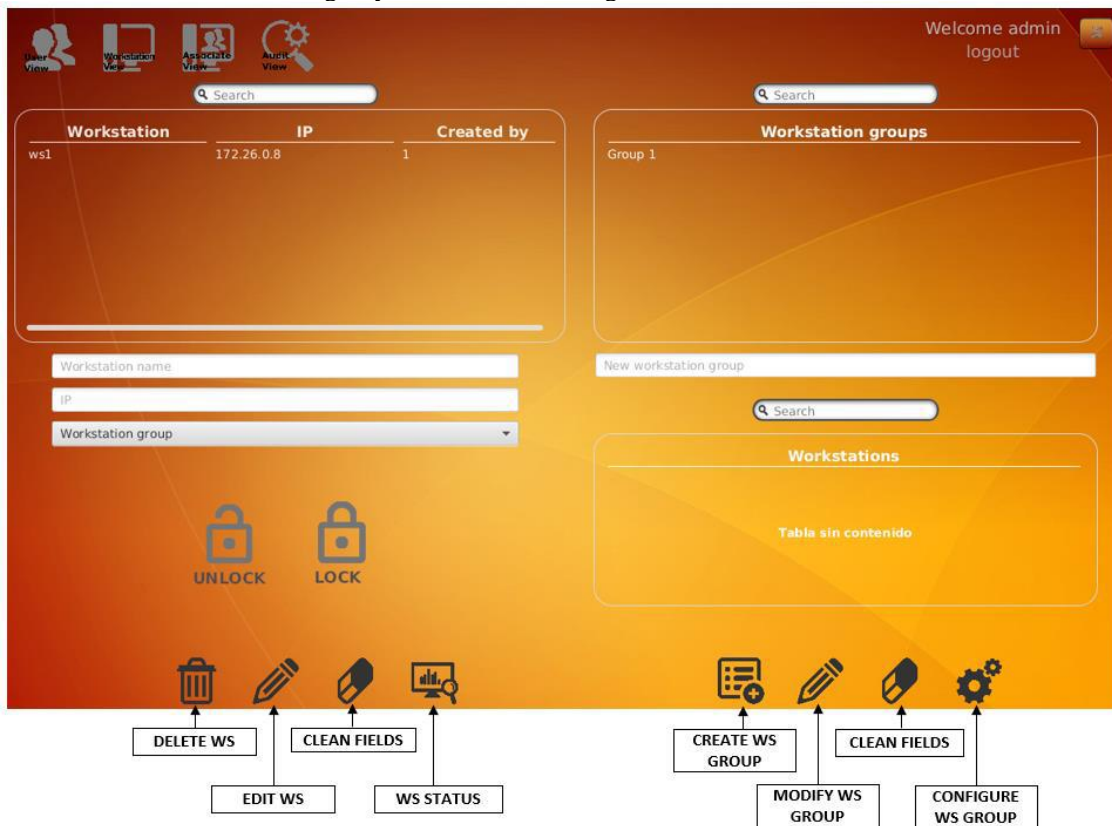 Welcome admin
logout
User
View
Workstation
View
Associate
View
Audit
View
Search
Workstation IP Created by
ws1 172.26.0.8 1
Workstation name
IP
Workstation group
UNLOCK LOCK
Search
Workstation groups
Group 1
New workstation group
Search
Workstations
Tabla sin contenido
DELETE WS
CLEAN FIELDS
EDIT WS
WS STATUS
CREATE WS
GROUP
CLEAN FIELDS
MODIFY WS
GROUP
CONFIGURE
WS GROUP